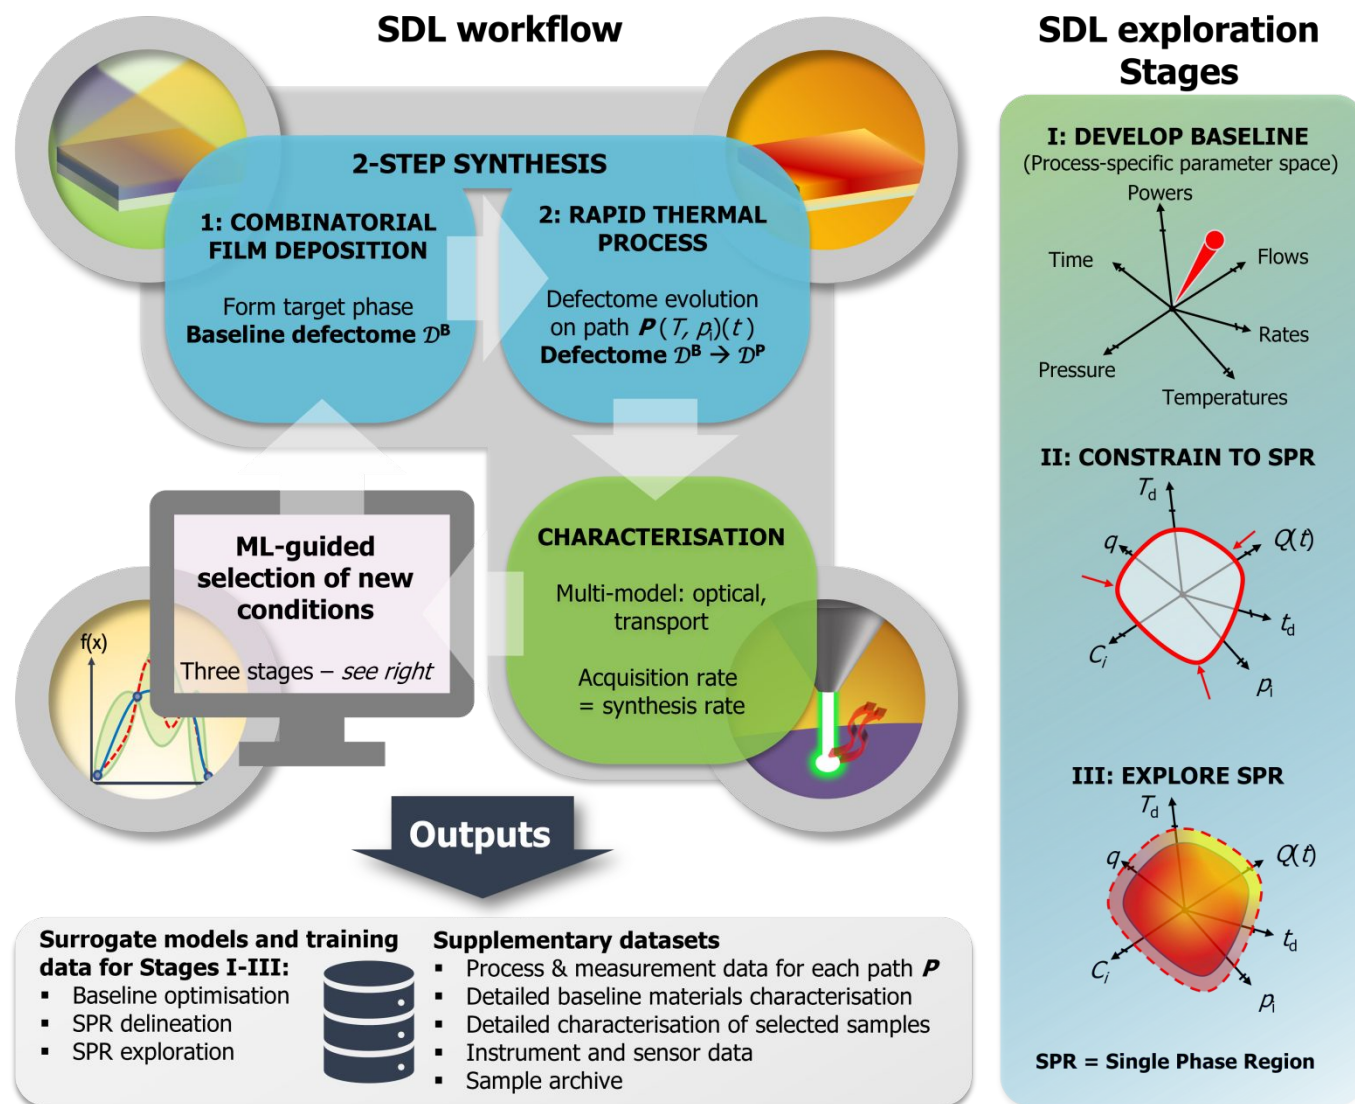 SDL workflow
2-STEP SYNTHESIS
1: COMBINATORIAL
FILM DEPOSITION
Form target phase
Baseline defectome 𝒟ᴮ
2: RAPID THERMAL
PROCESS
Defectome evolution
on path P(T, pᵢ)(t)
Defectome 𝒟ᴮ → 𝒟ᴾ
CHARACTERISATION
Multi-model: optical,
transport
Acquisition rate
= synthesis rate
ML-guided
selection of new
conditions
Three stages – see right
f(x)
Outputs
Surrogate models and training
data for Stages I-III:
▪ Baseline optimisation
▪ SPR delineation
▪ SPR exploration
Supplementary datasets
▪ Process & measurement data for each path P
▪ Detailed baseline materials characterisation
▪ Detailed characterisation of selected samples
▪ Instrument and sensor data
▪ Sample archive
SDL exploration
Stages
I: DEVELOP BASELINE
(Process-specific parameter space)
Powers
Time
Flows
Rates
Pressure
Temperatures
II: CONSTRAIN TO SPR
T_d
q
Q(t)
t_d
C_i
p_i
III: EXPLORE SPR
T_d
q
Q(t)
t_d
C_i
p_i
SPR = Single Phase Region